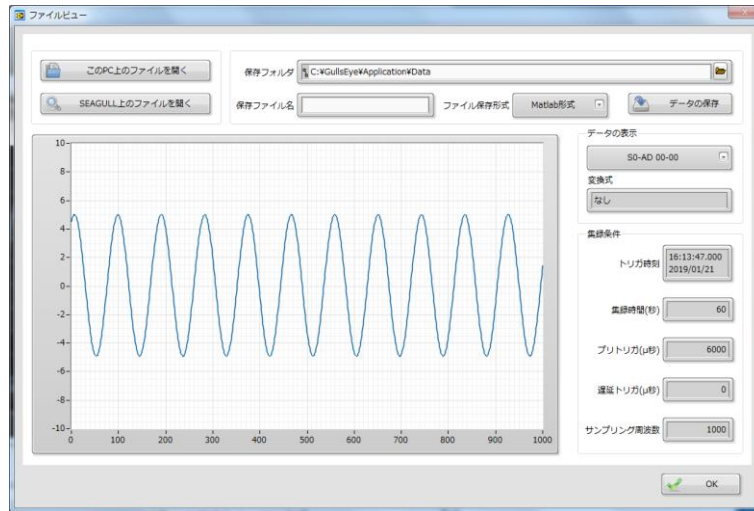 ファイルビュー
このPC上のファイルを開く
SEAGULL上のファイルを開く
保存フォルダ C:¥GullsEye¥Application¥Data
保存ファイル名 ファイル保存形式 Matlab形式 データの保存
データの表示
S0-AD 00-00
変換式
なし
集録条件
トリガ時刻 16:13:47.000
2019/01/21
集録時間(秒) 60
プリトリガ(μ秒) 6000
遅延トリガ(μ秒) 0
サンプリング周波数 1000
10
8
6
4
2
0
-2
-4
-6
-8
-10
0 100 200 300 400 500 600 700 800 900 1000
OK